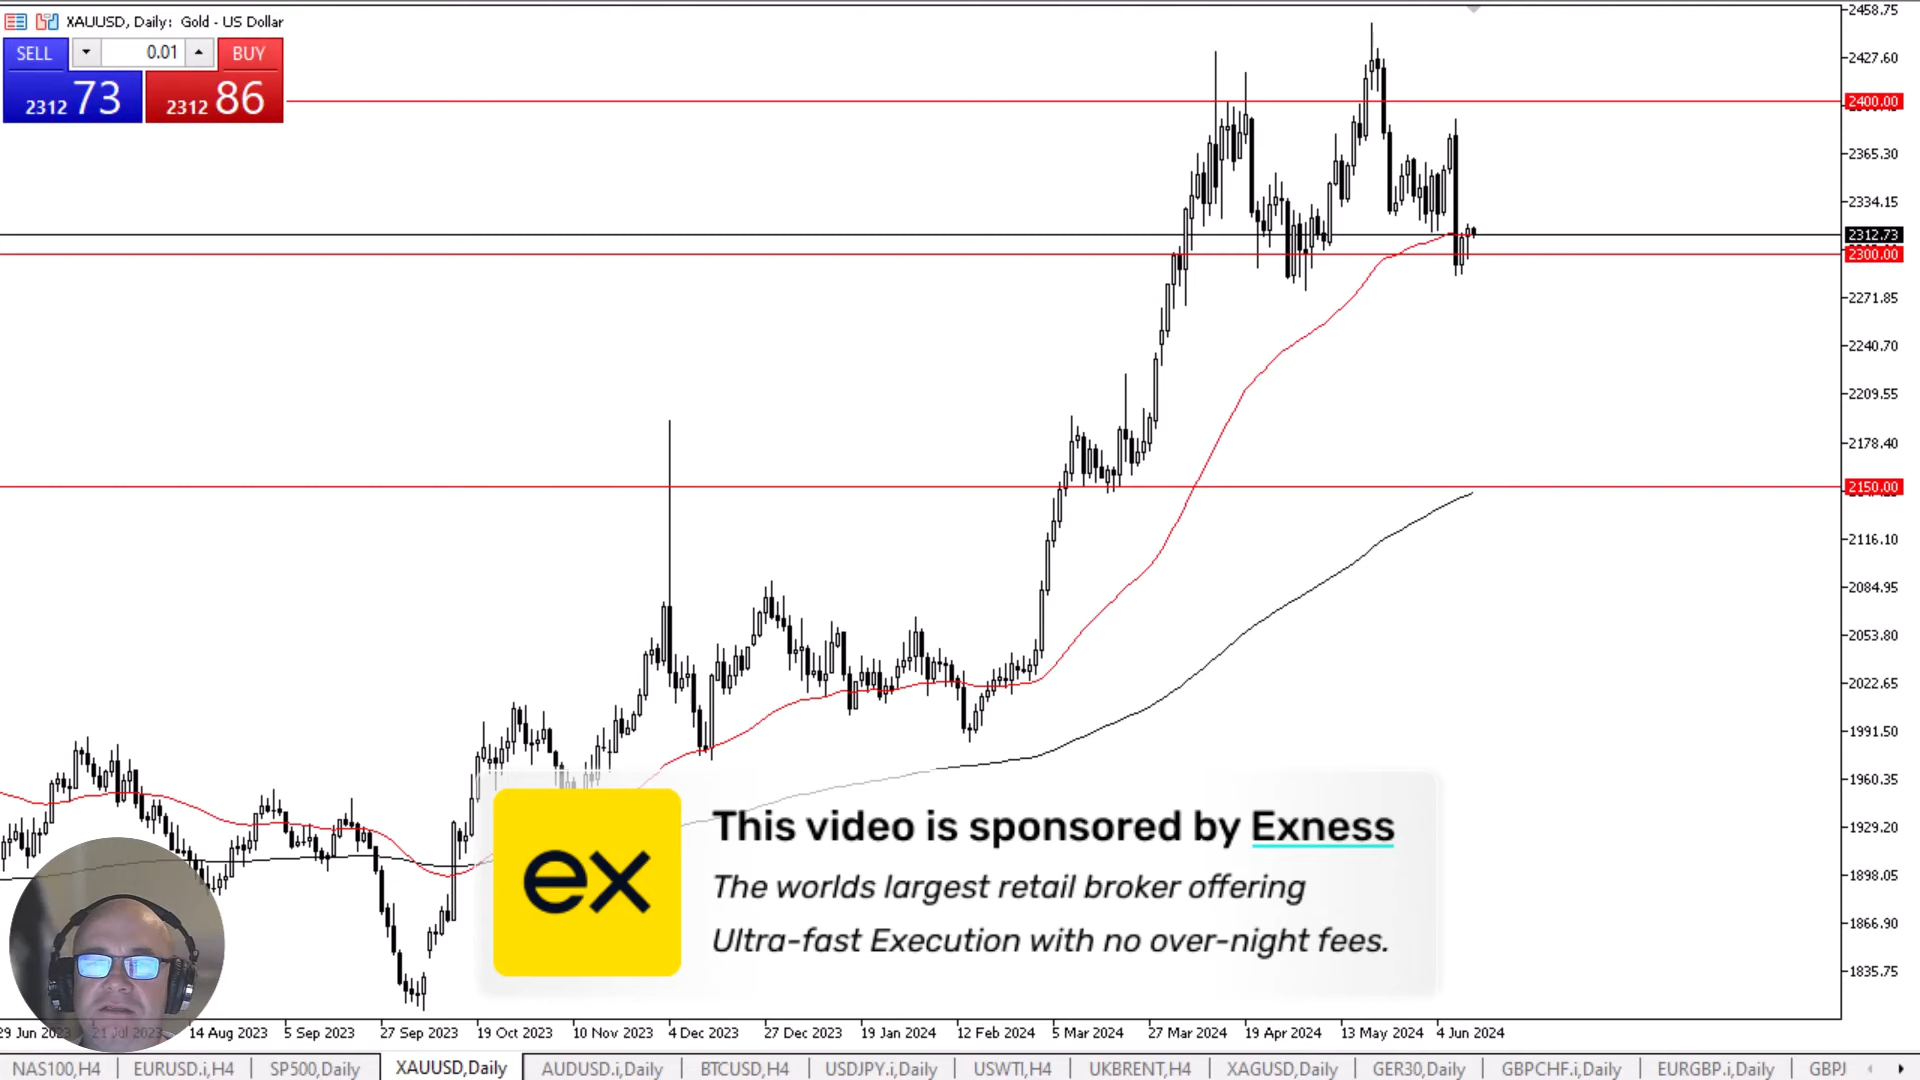 XAUUSD, Daily: Gold - US Dollar
SELL 0.01 BUY
2312 73 2312 86
2458.75
2427.60
2400.00
2365.30
2334.15
2312.73
2300.00
2271.85
2240.70
2209.55
2178.40
2150.00
2116.10
2084.95
2053.80
2022.65
1991.50
1960.35
1929.20
1898.05
1866.90
1835.75
ex
This video is sponsored by Exness
The worlds largest retail broker offering
Ultra-fast Execution with no over-night fees.
29 Jun 2023 21 Jul 2023 14 Aug 2023 5 Sep 2023 27 Sep 2023 19 Oct 2023 10 Nov 2023 4 Dec 2023 27 Dec 2023 19 Jan 2024 12 Feb 2024 5 Mar 2024 27 Mar 2024 19 Apr 2024 13 May 2024 4 Jun 2024
NAS100,H4 EURUSD.i,H4 SP500,Daily XAUUSD,Daily AUDUSD.i,Daily BTCUSD,H4 USDJPY.i,Daily USWTI,H4 UKBRENT,H4 XAGUSD,Daily GER30,Daily GBPCHF.i,Daily EURGBP.i,Daily GBPJ